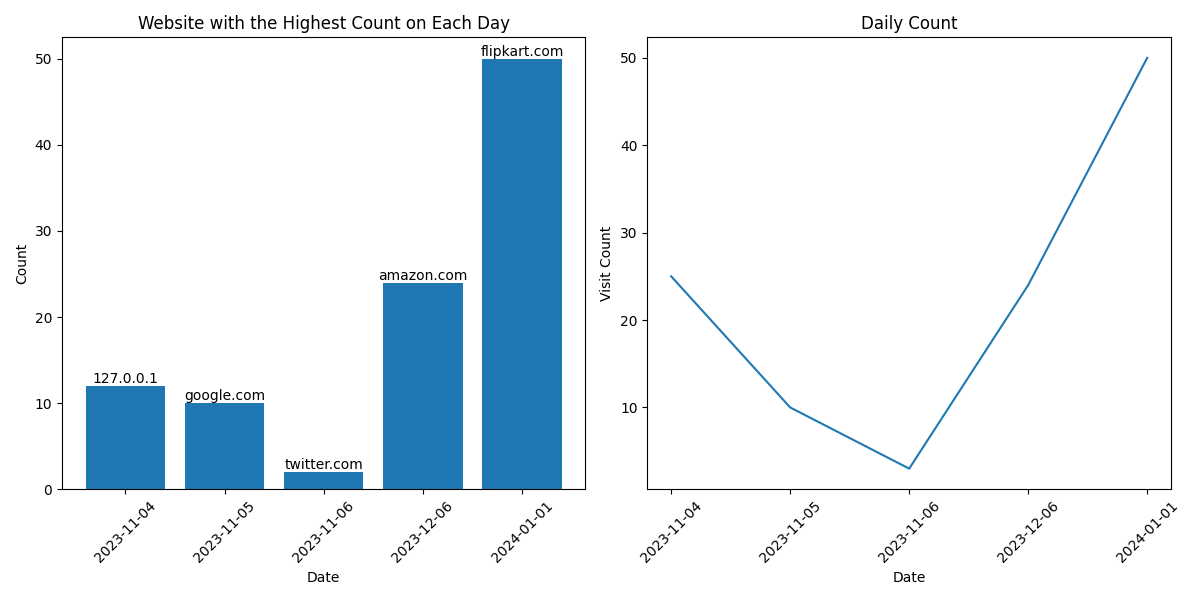 Website with the Highest Count on Each Day
Count
50
40
30
20
10
0
127.0.0.1
google.com
twitter.com
amazon.com
flipkart.com
2023-11-04
2023-11-05
2023-11-06
2023-12-06
2024-01-01
Date
Daily Count
Visit Count
50
40
30
20
10
2023-11-04
2023-11-05
2023-11-06
2023-12-06
2024-01-01
Date